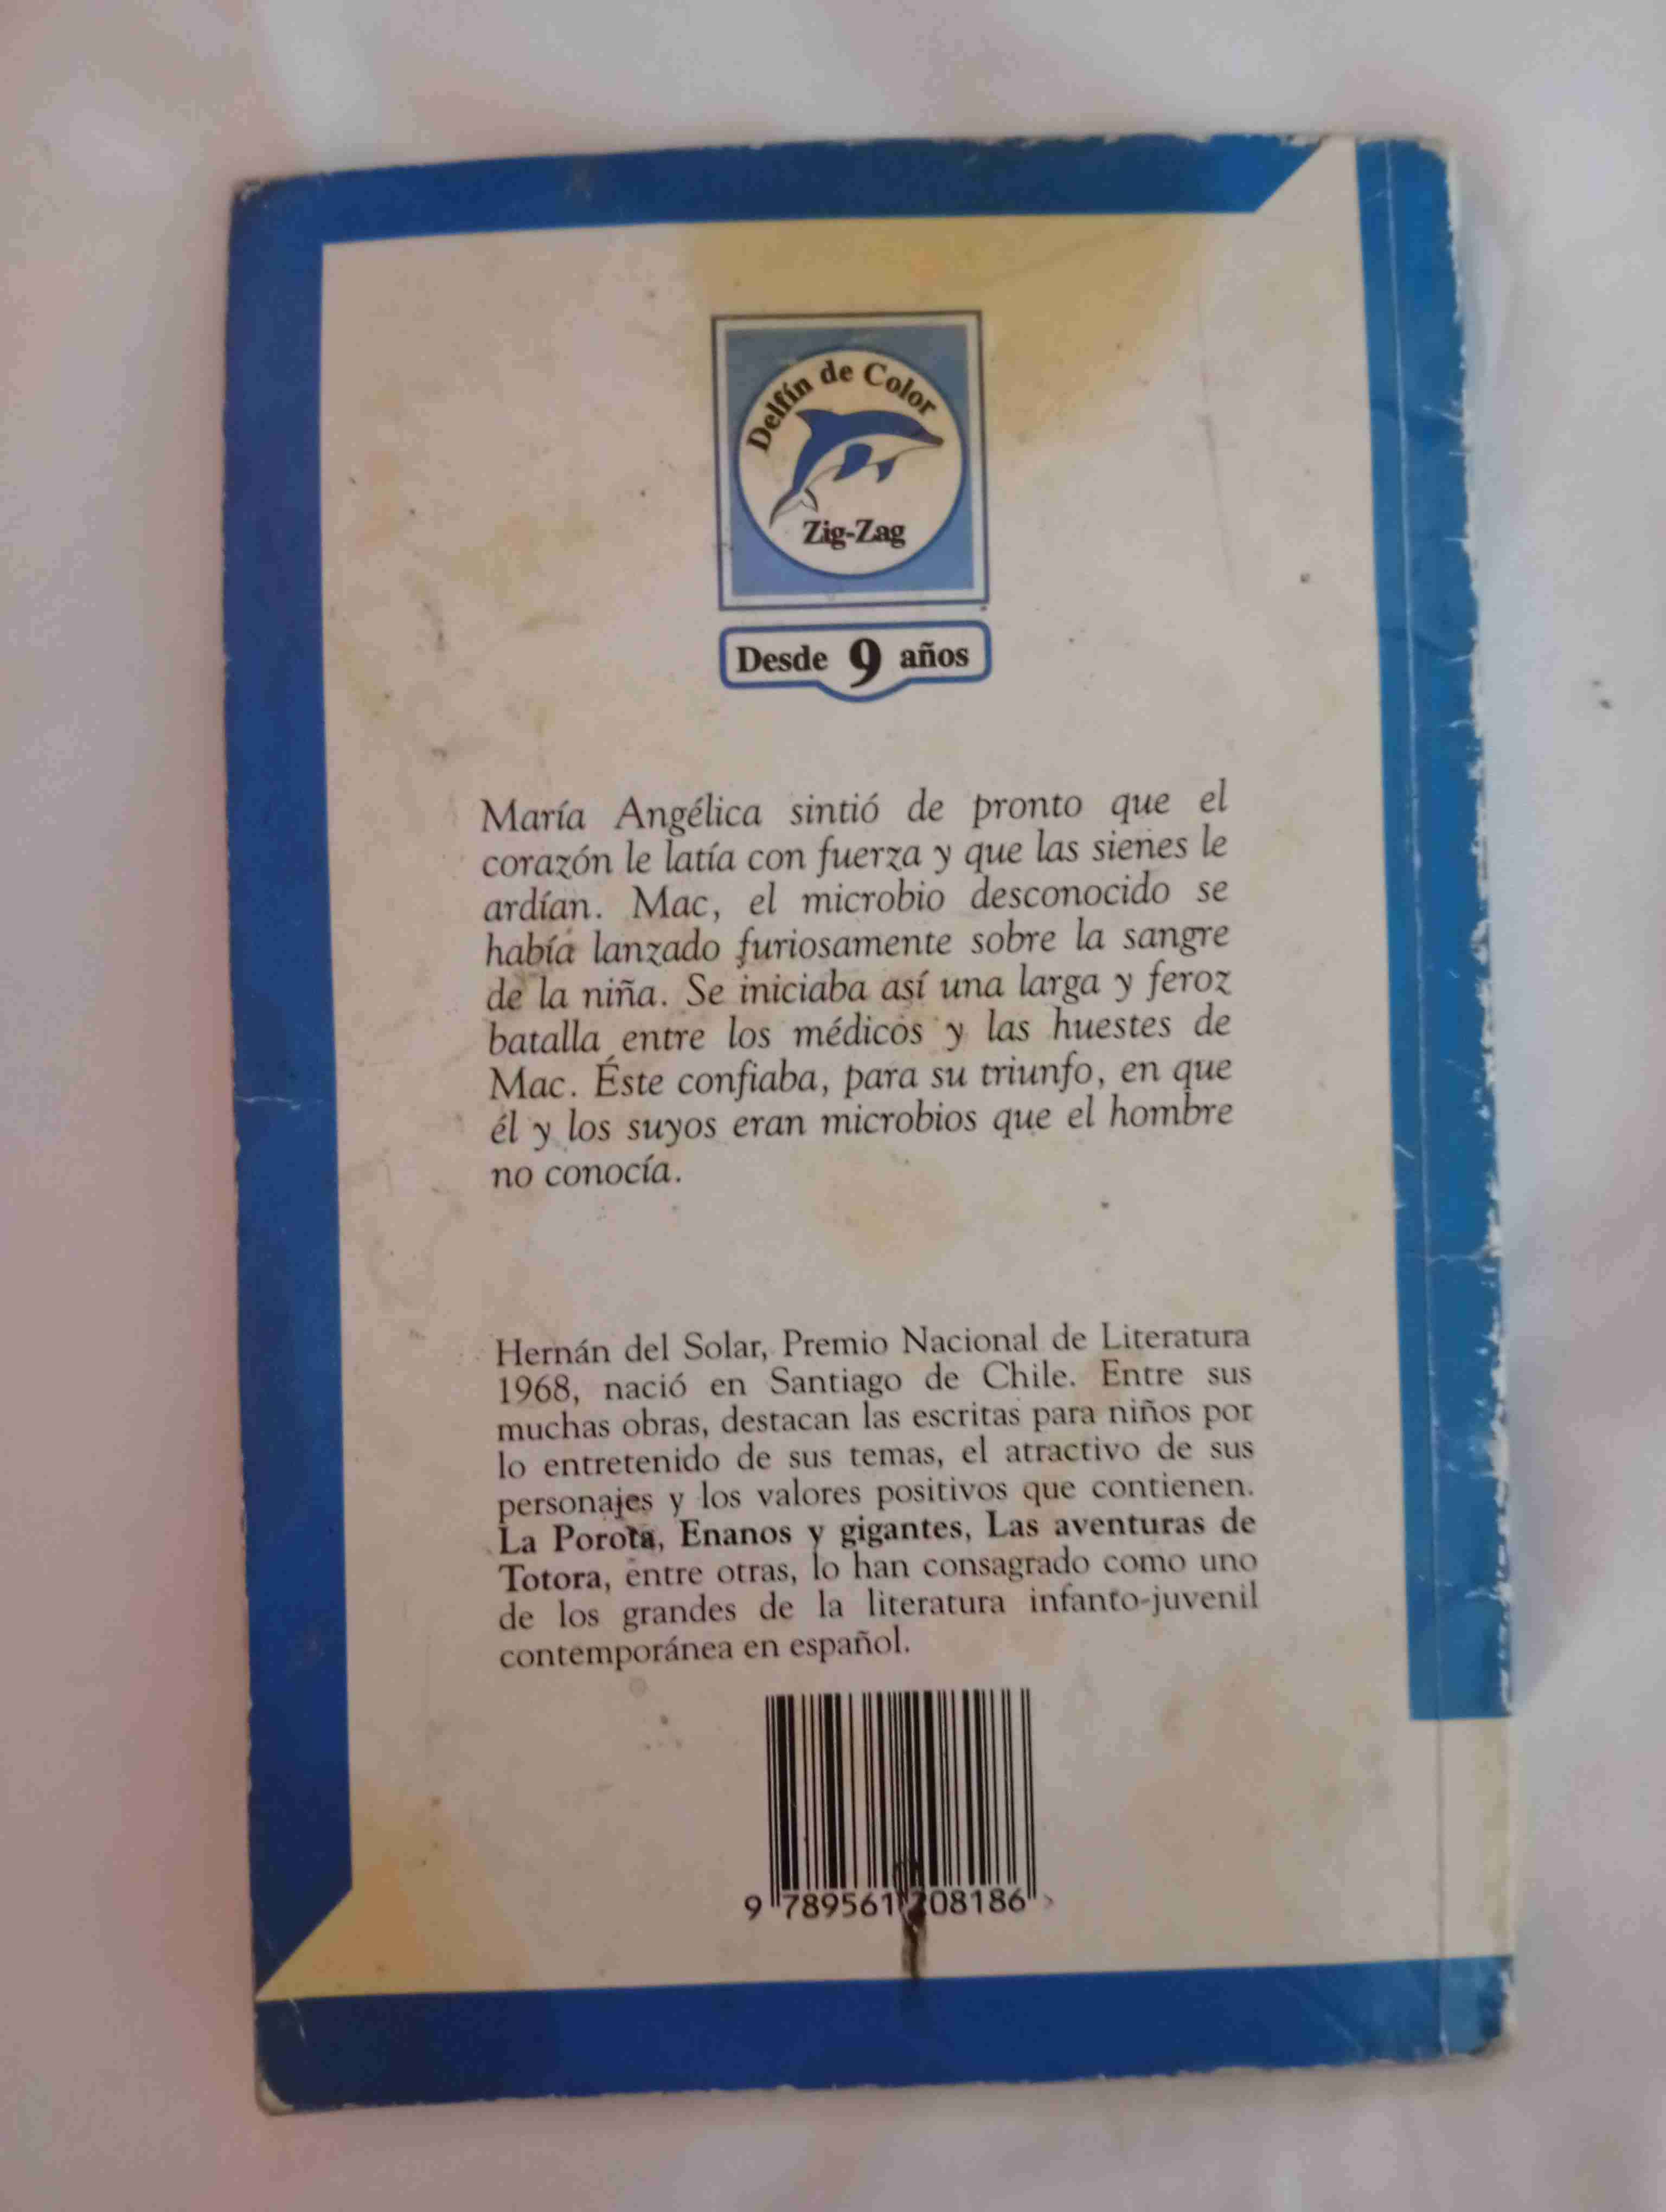 Delfín de Color
Zig-Zag
Desde 9 años
María Angélica sintió de pronto que el
corazón le latía con fuerza y que las sienes le
ardían. Mac, el microbio desconocido se
había lanzado furiosamente sobre la sangre
de la niña. Se iniciaba así una larga y feroz
batalla entre los médicos y las huestes de
Mac. Éste confiaba, para su triunfo, en que
él y los suyos eran microbios que el hombre
no conocía.
Hernán del Solar, Premio Nacional de Literatura
1968, nació en Santiago de Chile. Entre sus
muchas obras, destacan las escritas para niños por
lo entretenido de sus temas, el atractivo de sus
personajes y los valores positivos que contienen.
La Porota, Enanos y gigantes, Las aventuras de
Totora, entre otras, lo han consagrado como uno
de los grandes de la literatura infanto-juvenil
contemporánea en español.
9 789561 208186 >